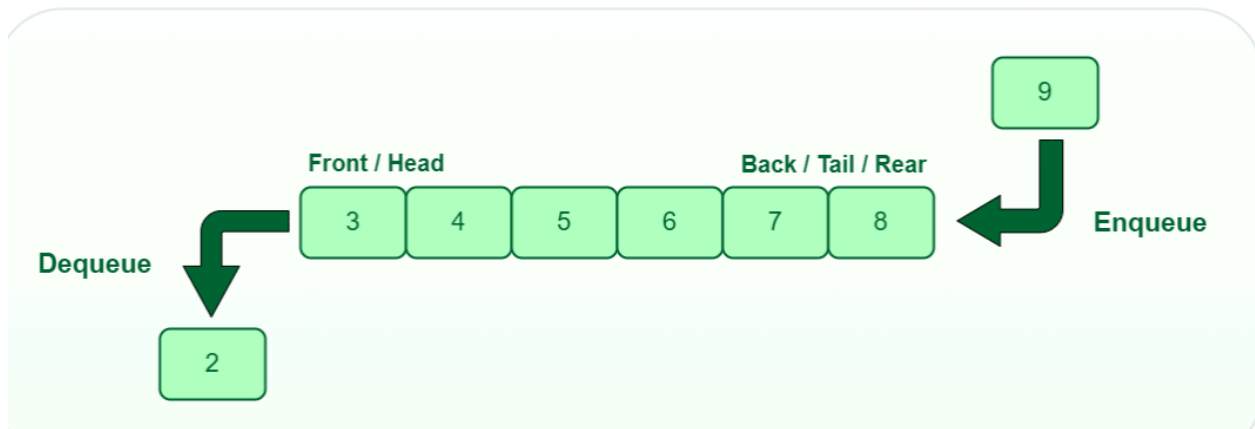 9
Front / Head
Back / Tail / Rear
3 4 5 6 7 8
Enqueue
Dequeue
2